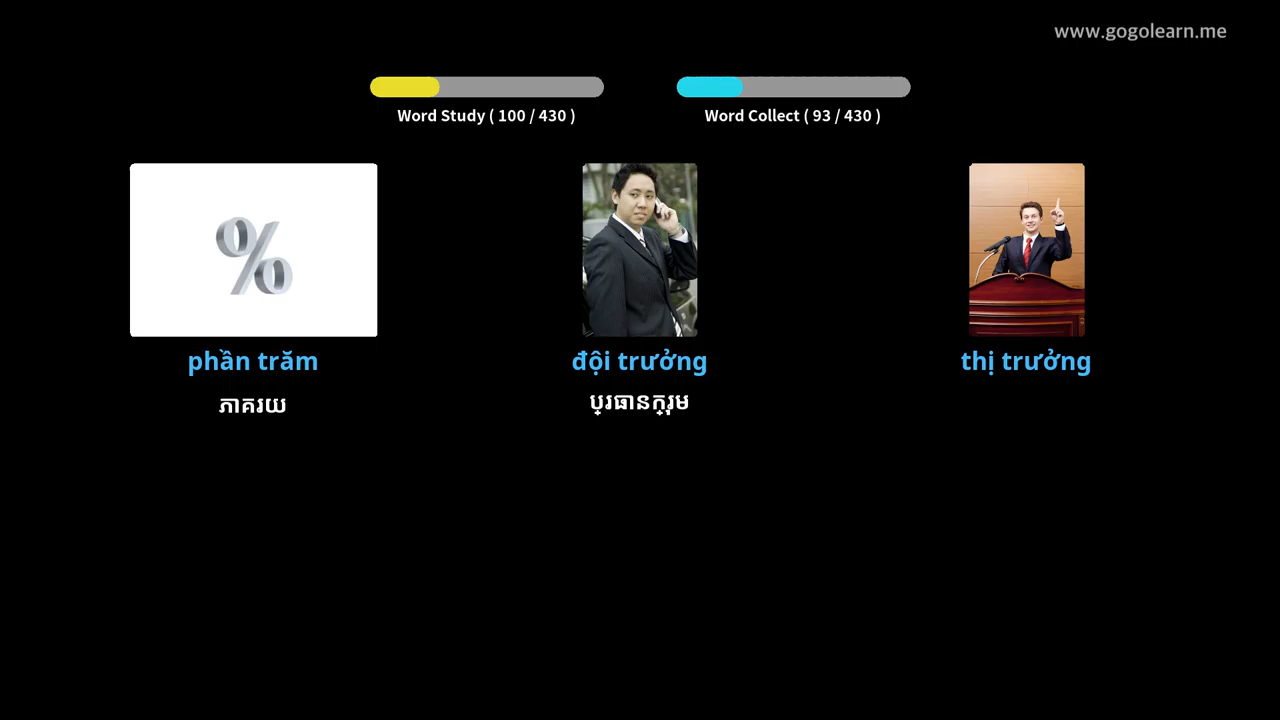 www.gogolearn.me
Word Study ( 100 / 430 )
Word Collect ( 93 / 430 )
phần trăm
đội trưởng
thị trưởng
ភាគរយ
ប្រធានក្រុម